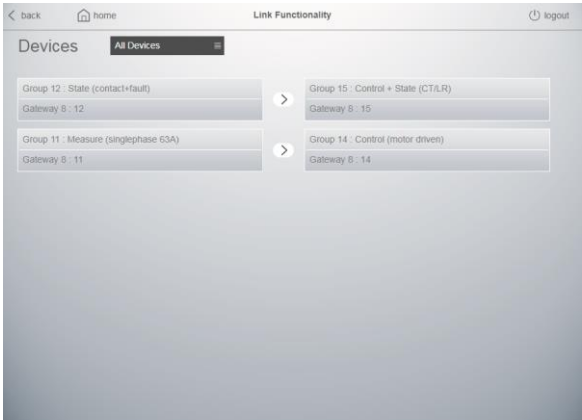 back
home
Link Functionality
logout
Devices
All Devices
Group 12 : State (contact+fault)
Group 15 : Control + State (CT/LR)
Gateway 8 : 12
Gateway 8 : 15
Group 11 : Measure (singlephase 63A)
Group 14 : Control (motor driven)
Gateway 8 : 11
Gateway 8 : 14